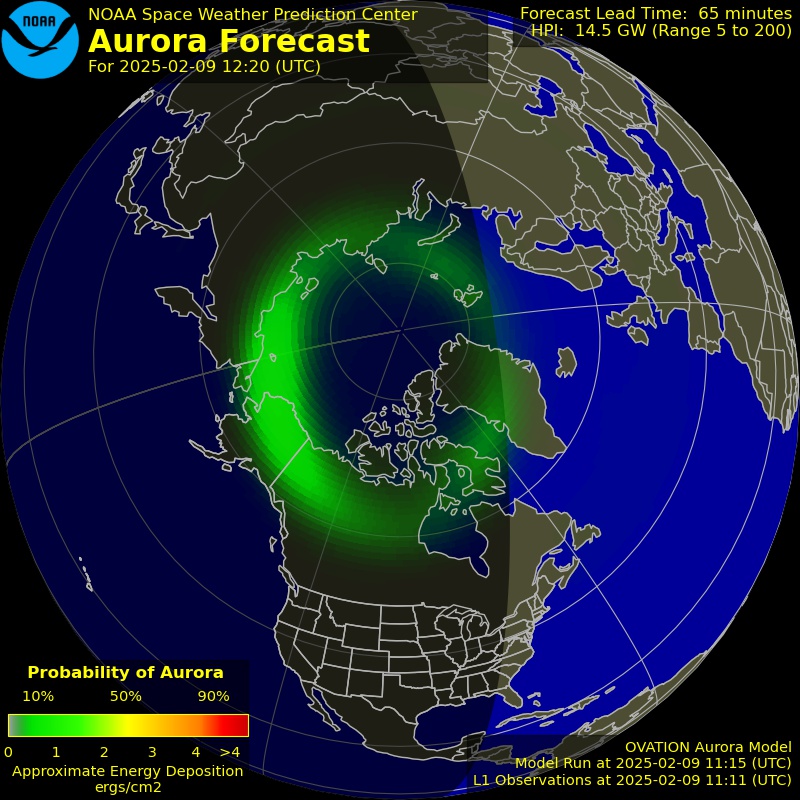 NOAA
NOAA Space Weather Prediction Center
Aurora Forecast
For 2025-02-09 12:20 (UTC)
Forecast Lead Time:  65 minutes
HPI:  14.5 GW (Range 5 to 200)
Probability of Aurora
10% 50% 90%
0 1 2 3 4 >4
Approximate Energy Deposition
ergs/cm2
OVATION Aurora Model
Model Run at 2025-02-09 11:15 (UTC)
L1 Observations at 2025-02-09 11:11 (UTC)